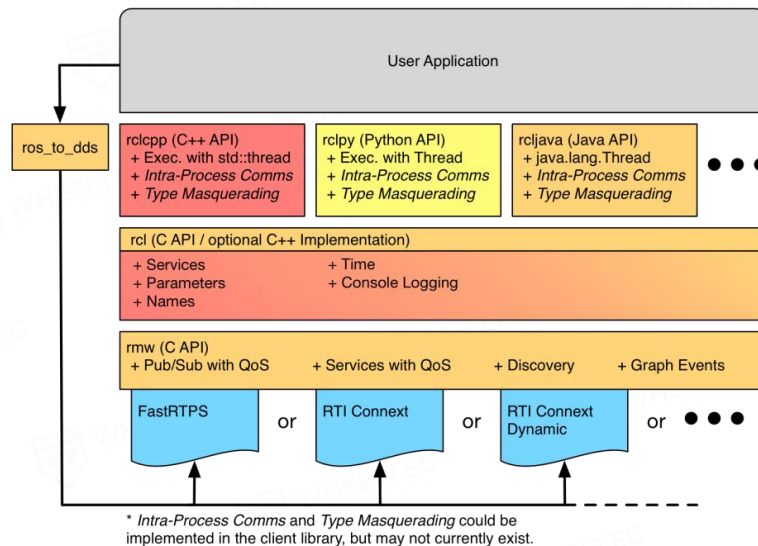 User Application
ros_to_dds
rclcpp (C++ API)
+ Exec. with std::thread
+ Intra-Process Comms
+ Type Masquerading
rclpy (Python API)
+ Exec. with Thread
+ Intra-Process Comms
+ Type Masquerading
rcljava (Java API)
+ java.lang.Thread
+ Intra-Process Comms
+ Type Masquerading
rcl (C API / optional C++ Implementation)
+ Services
+ Parameters
+ Names
+ Time
+ Console Logging
rmw (C API)
+ Pub/Sub with QoS + Services with QoS + Discovery + Graph Events
FastRTPS
or
RTI Connext
or
RTI Connext
Dynamic
or
* Intra-Process Comms and Type Masquerading could be
implemented in the client library, but may not currently exist.
WHEELTEC